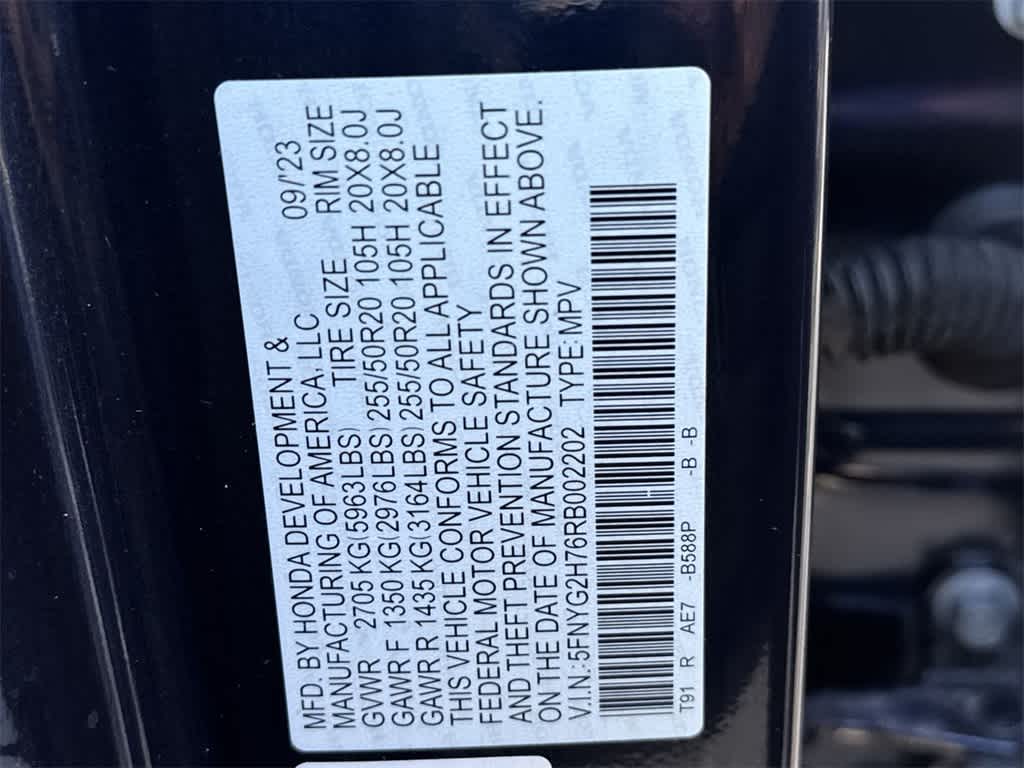 MFD. BY HONDA DEVELOPMENT & 09/'23
MANUFACTURING OF AMERICA, LLC RIM SIZE
GVWR 2705 KG(5963LBS) TIRE SIZE
GAWR F 1350 KG(2976LBS) 255/50R20 105H 20X8.0J
GAWR R 1435 KG(3164LBS) 255/50R20 105H 20X8.0J
THIS VEHICLE CONFORMS TO ALL APPLICABLE
FEDERAL MOTOR VEHICLE SAFETY
AND THEFT PREVENTION STANDARDS IN EFFECT
ON THE DATE OF MANUFACTURE SHOWN ABOVE.
V.I.N.:5FNYG2H76RB002202 TYPE:MPV
T91 R AE7 -B588P -B -B